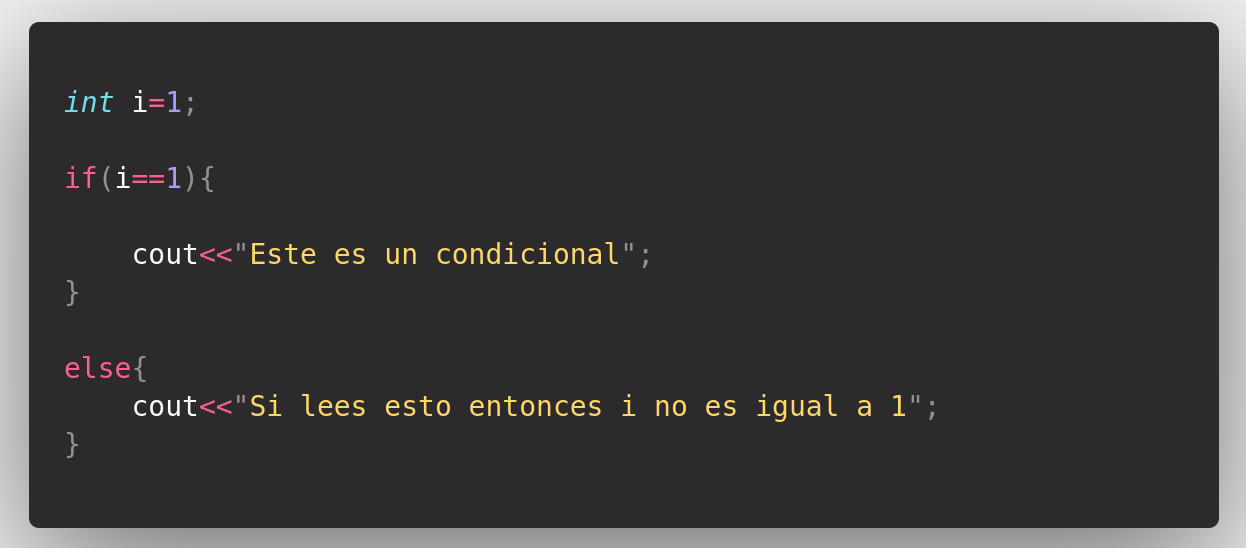 int i=1;
if(i==1){
    cout<<"Este es un condicional";
}
else{
    cout<<"Si lees esto entonces i no es igual a 1";
}